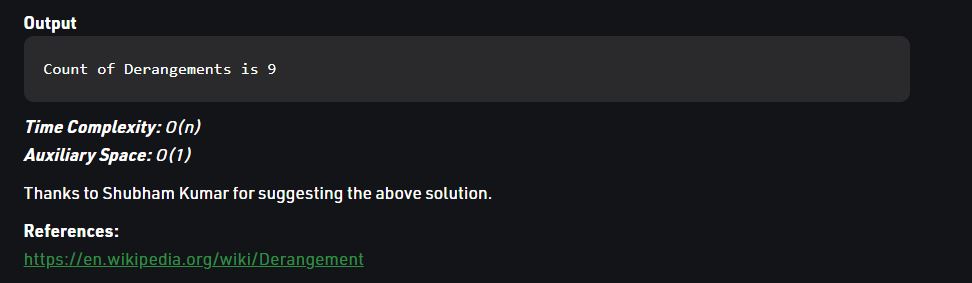 Output
Count of Derangements is 9
Time Complexity: O(n)
Auxiliary Space: O(1)
Thanks to Shubham Kumar for suggesting the above solution.
References:
https://en.wikipedia.org/wiki/Derangement